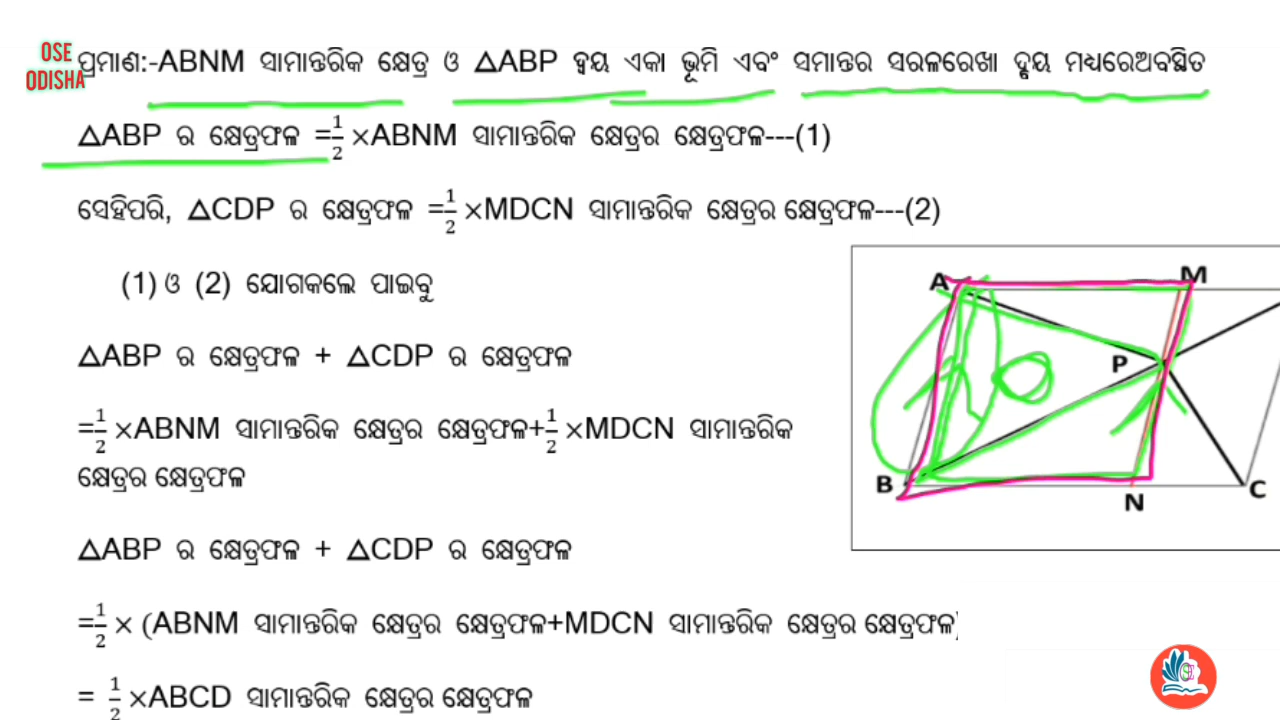 OSE
ODISHA
ପ୍ରମାଣ:-ABNM ସାମାନ୍ତରିକ କ୍ଷେତ୍ର ଓ △ABP ଦ୍ୱୟ ଏକା ଭୂମି ଏବଂ ସମାନ୍ତର ସରଳରେଖା ଦ୍ୱୟ ମଧ୍ୟରେଅବସ୍ଥିତ
△ABP ର କ୍ଷେତ୍ରଫଳ =1/2 ×ABNM ସାମାନ୍ତରିକ କ୍ଷେତ୍ରର କ୍ଷେତ୍ରଫଳ---(1)
ସେହିପରି, △CDP ର କ୍ଷେତ୍ରଫଳ =1/2 ×MDCN ସାମାନ୍ତରିକ କ୍ଷେତ୍ରର କ୍ଷେତ୍ରଫଳ---(2)
(1) ଓ (2) ଯୋଗକଲେ ପାଇବୁ
△ABP ର କ୍ଷେତ୍ରଫଳ + △CDP ର କ୍ଷେତ୍ରଫଳ
=1/2 ×ABNM ସାମାନ୍ତରିକ କ୍ଷେତ୍ରର କ୍ଷେତ୍ରଫଳ+1/2 ×MDCN ସାମାନ୍ତରିକ
କ୍ଷେତ୍ରର କ୍ଷେତ୍ରଫଳ
△ABP ର କ୍ଷେତ୍ରଫଳ + △CDP ର କ୍ଷେତ୍ରଫଳ
=1/2 × (ABNM ସାମାନ୍ତରିକ କ୍ଷେତ୍ରର କ୍ଷେତ୍ରଫଳ+MDCN ସାମାନ୍ତରିକ କ୍ଷେତ୍ରର କ୍ଷେତ୍ରଫଳ)
= 1/2 ×ABCD ସାମାନ୍ତରିକ କ୍ଷେତ୍ରର କ୍ଷେତ୍ରଫଳ
A M
P
B N C